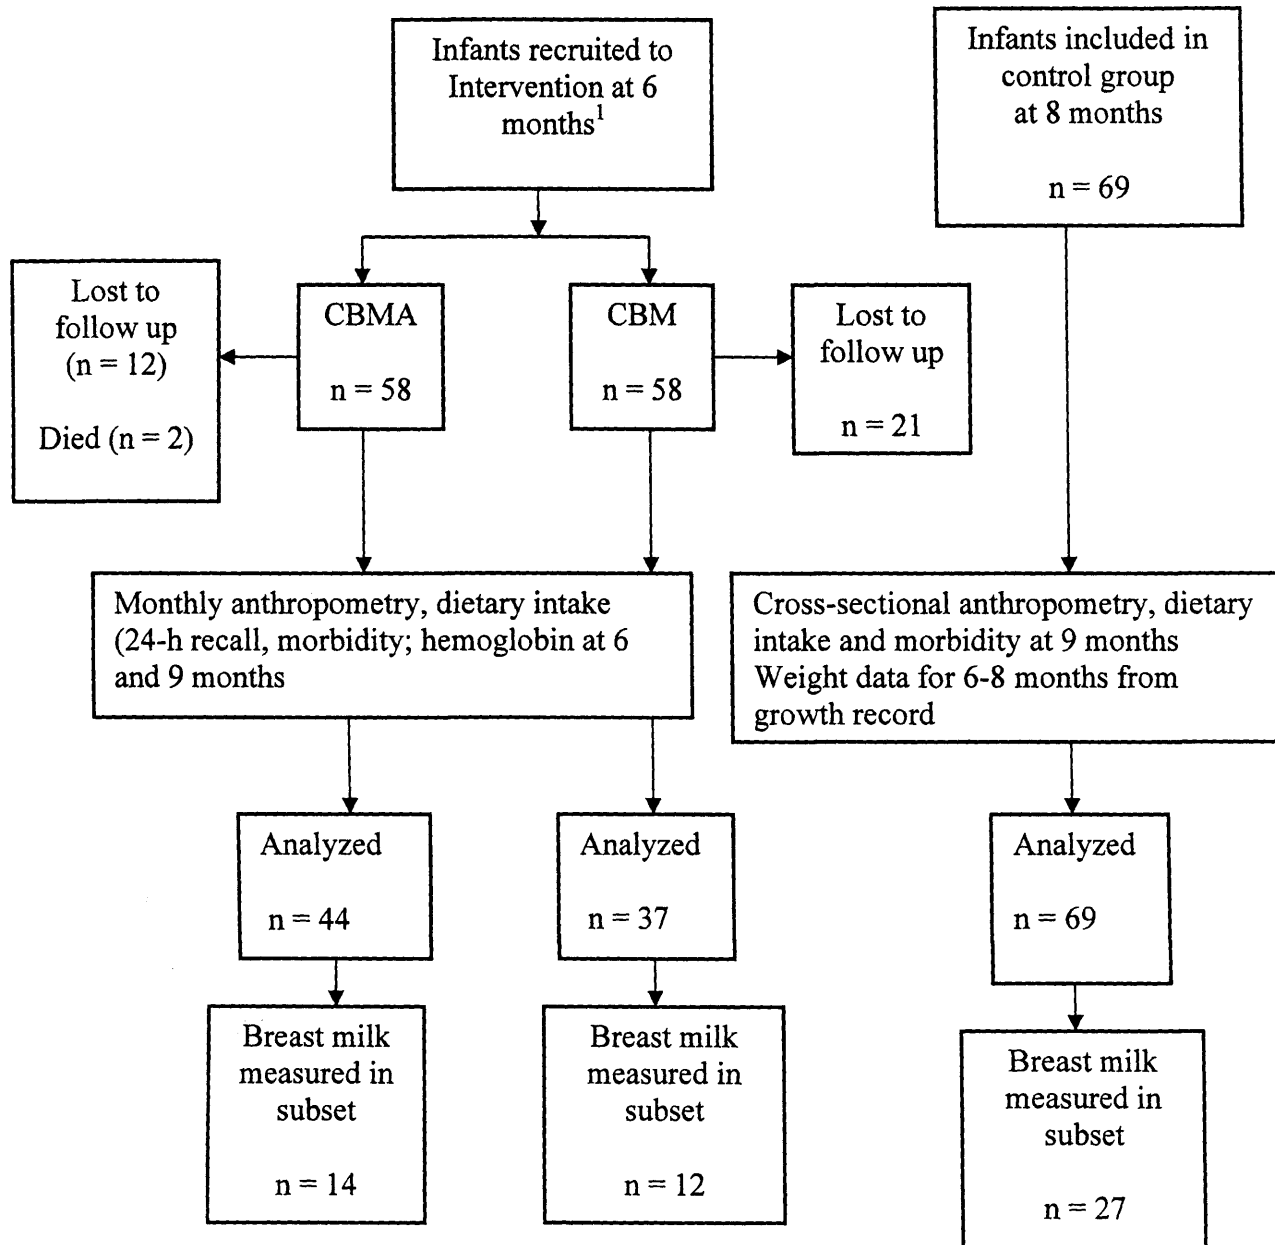 Infants recruited to
Intervention at 6
months¹
Infants included in
control group
at 8 months
n = 69
Lost to
follow up
(n = 12)
Died (n = 2)
CBMA
n = 58
CBM
n = 58
Lost to
follow up
n = 21
Monthly anthropometry, dietary intake
(24-h recall, morbidity; hemoglobin at 6
and 9 months
Cross-sectional anthropometry, dietary
intake and morbidity at 9 months
Weight data for 6-8 months from
growth record
Analyzed
n = 44
Analyzed
n = 37
Analyzed
n = 69
Breast milk
measured in
subset
n = 14
Breast milk
measured in
subset
n = 12
Breast milk
measured in
subset
n = 27